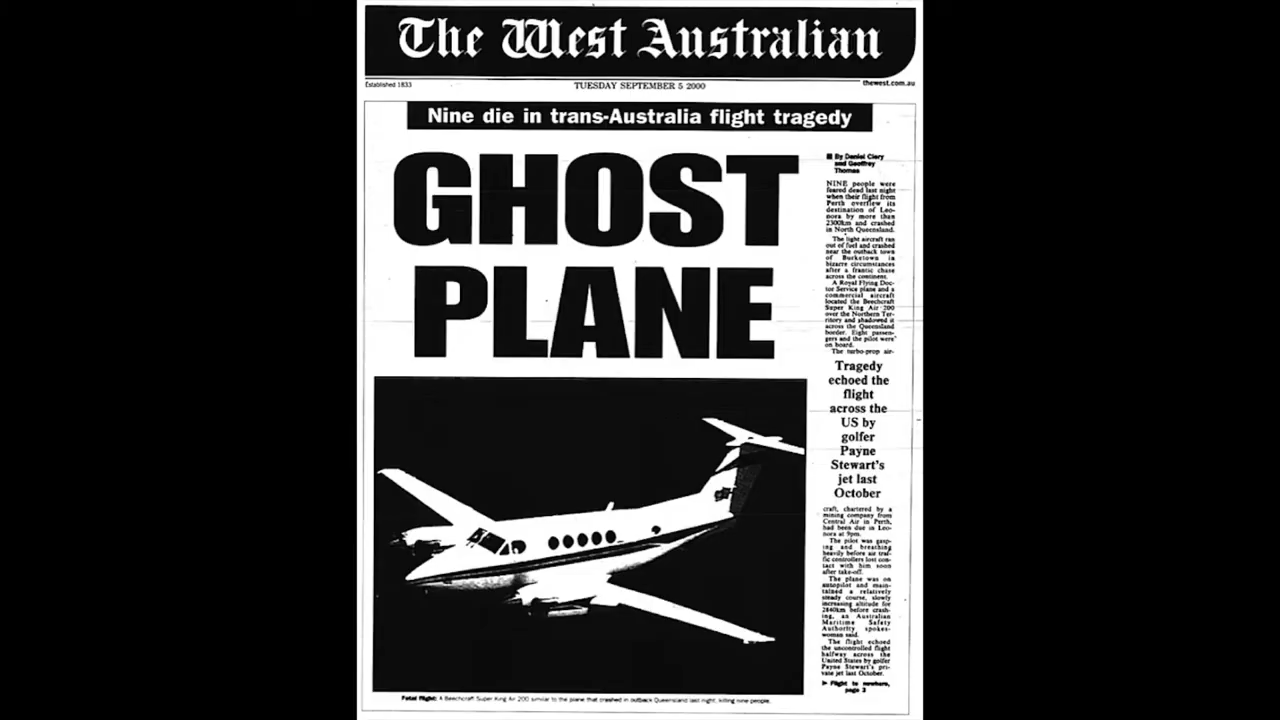 The West Australian
Established 1833
TUESDAY SEPTEMBER 5 2000
thewest.com.au
Nine die in trans-Australia flight tragedy
GHOST
PLANE
■ By Daniel Clery
and Geoffrey
Thomas
NINE people were
feared dead last night
when their flight from
Perth overflew its
destination of Leo-
nora by more than
2300km and crashed
in North Queensland.
The light aircraft ran
out of fuel and crashed
near the outback town
of Burketown in
bizarre circumstances
after a frantic chase
across the continent.
A Royal Flying Doc-
tor Service plane and a
commercial aircraft
located the Beechcraft
Super King Air 200
over the Northern Ter-
ritory and shadowed it
across the Queensland
border. Eight passen-
gers and the pilot were
on board.
The turbo-prop air-
Tragedy
echoed the
flight
across the
US by
golfer
Payne
Stewart's
jet last
October
craft, chartered by a
mining company from
Central Air in Perth,
had been due in Leo-
nora at 9pm.
The pilot was gasp-
ing and breathing
heavily before air traf-
fic controllers lost con-
tact with him soon
after take-off.
The plane was on
autopilot and main-
tained a relatively
steady course, slowly
increasing altitude for
2840km before crash-
ing, an Australian
Maritime Safety
Authority spokes-
woman said.
The flight echoed
the uncontrolled flight
halfway across the
United States by golfer
Payne Stewart's pri-
vate jet last October.
► Flight to nowhere,
page 3
Fatal flight: A Beechcraft Super King Air 200 similar to the plane that crashed in outback Queensland last night, killing nine people.